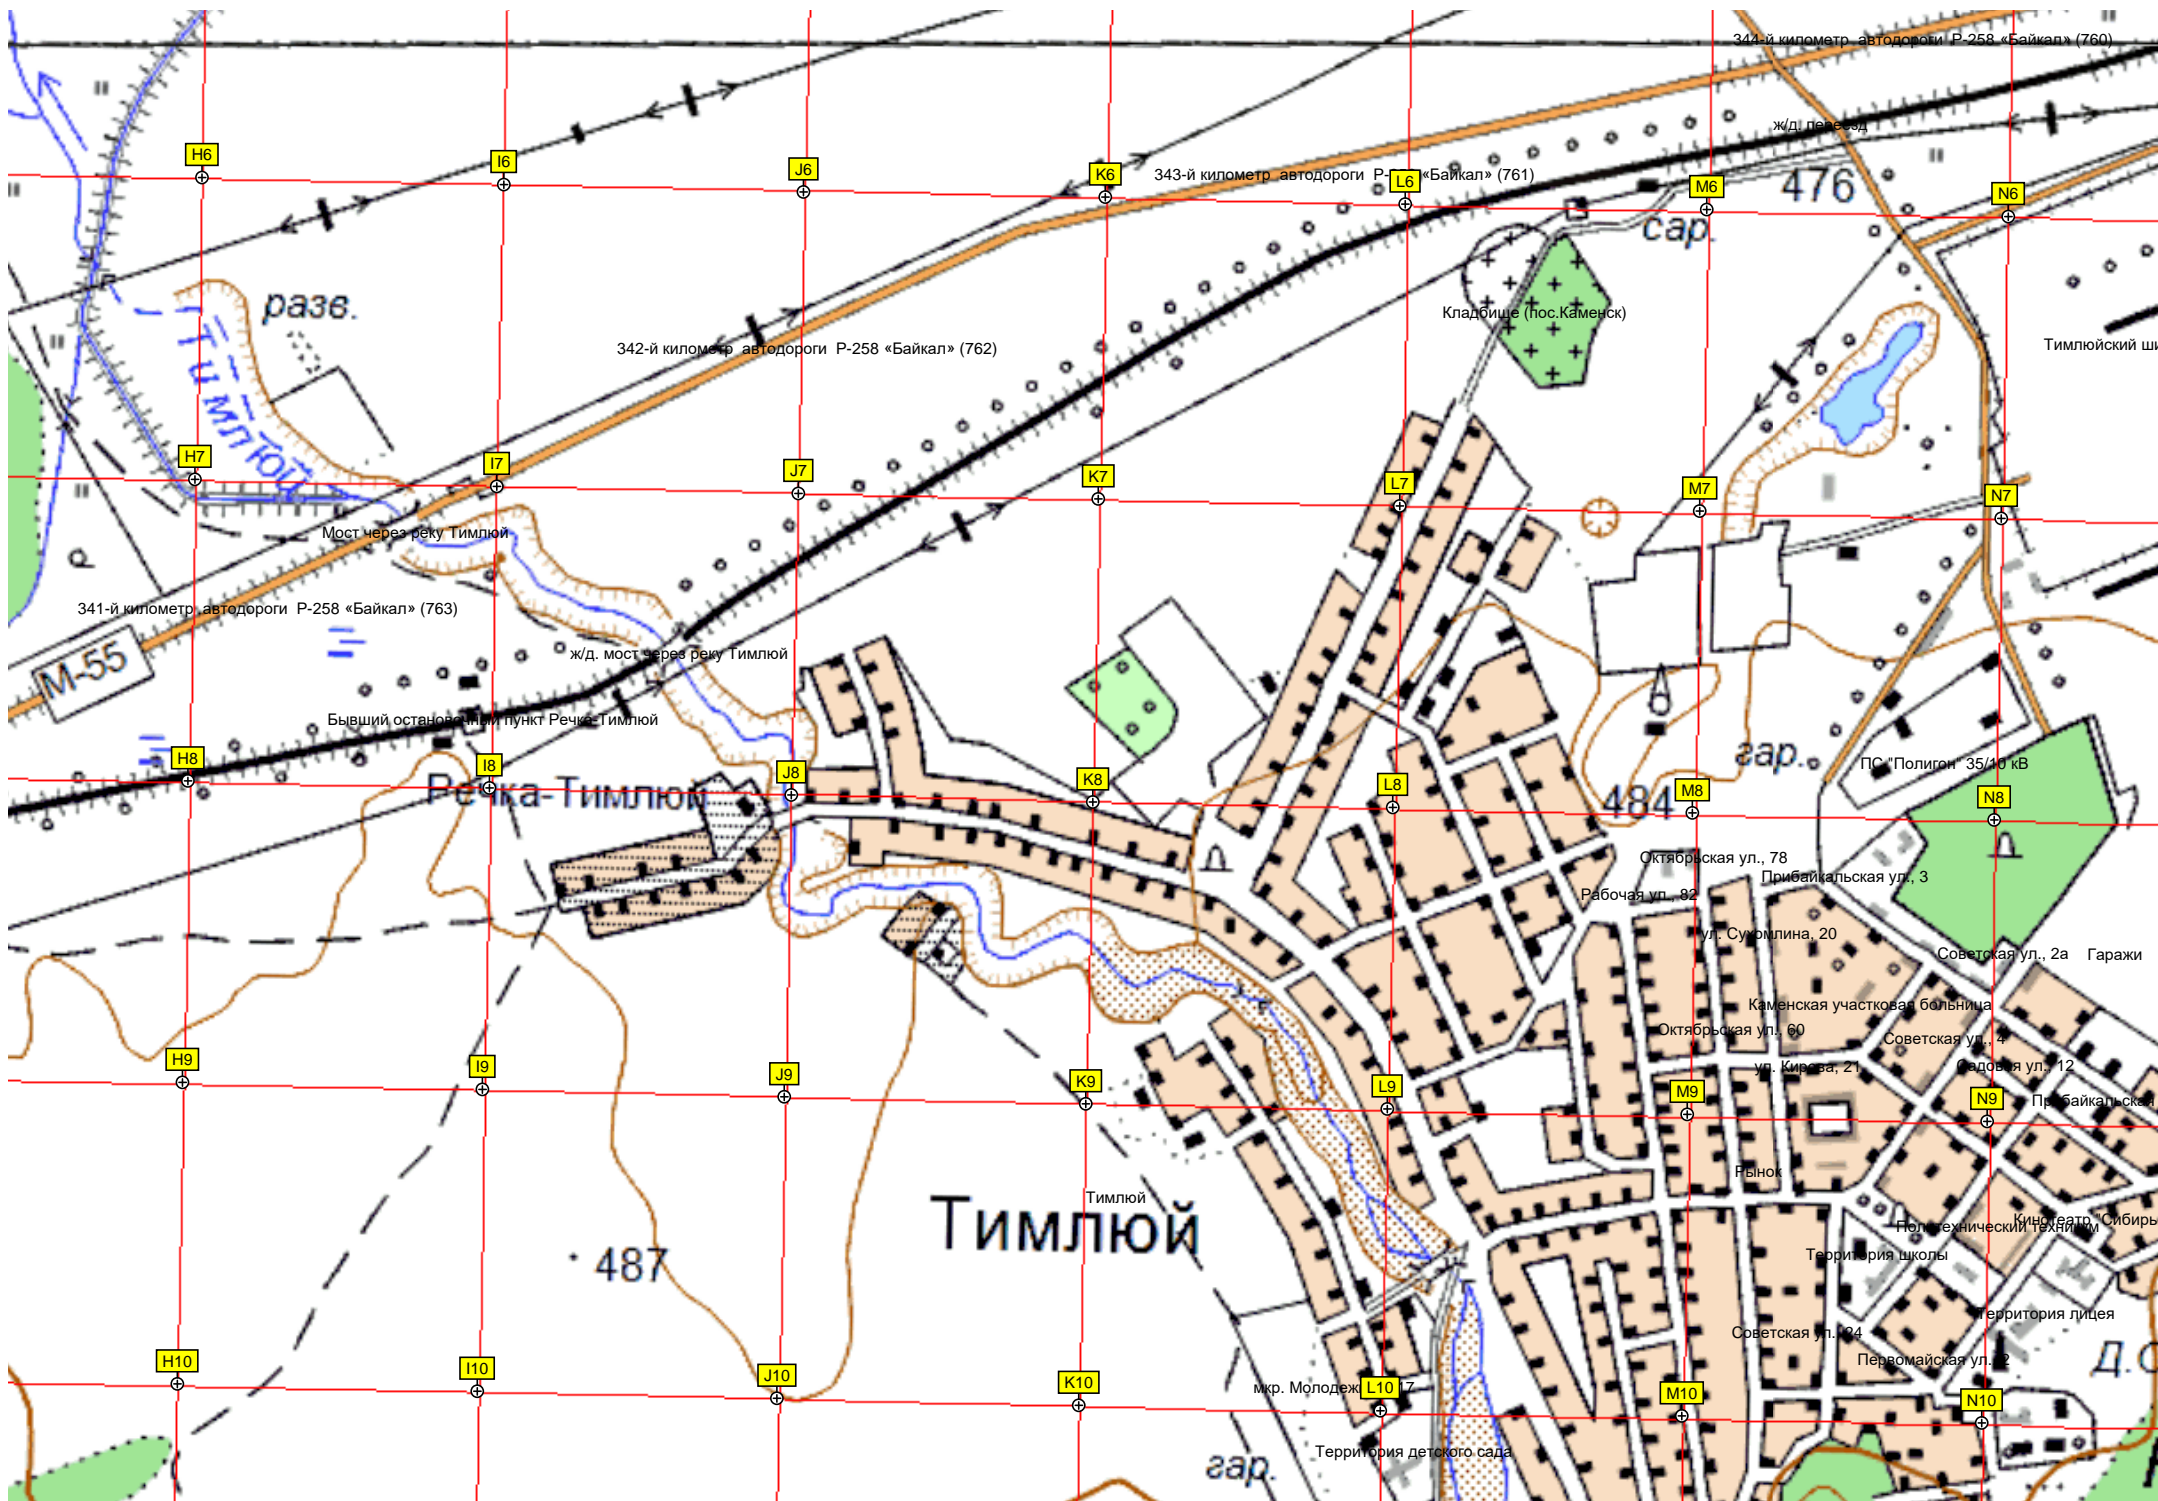 344-й километр автодороги Р-258 «Байкал» (760)
ж/д. переезд
H6
I6
J6
K6
343-й километр автодороги Р- «Байкал» (761)
L6
M6
476
N6
сар.
разв.
Кладбище (пос.Каменск)
342-й километр автодороги Р-258 «Байкал» (762)
Тимлюйский ши
Тимлюй
H7
I7
J7
K7
L7
M7
N7
Мост через реку Тимлюй
341-й километр автодороги Р-258 «Байкал» (763)
М-55
ж/д. мост через реку Тимлюй
Бывший остановочный пункт Речка-Тимлюй
гар.
ПС "Полигон" 35/10 кВ
H8
I8
J8
K8
L8
M8
N8
Речка-Тимлюй
484
Октябрьская ул., 78
Прибайкальская ул., 3
Рабочая ул., 82
ул. Сухомлина, 20
Советская ул., 2а
Гаражи
Каменская участковая больница
Октябрьская ул., 60
Советская ул., 4
ул. Кирова, 21
Садовая ул., 12
H9
I9
J9
K9
L9
M9
N9
Прибайкальская
Рынок
Тимлюй
Тимлюй
Политехнический техникум
Кинотеатр "Сибирь
Территория школы
487
Территория лицея
Советская ул., 24
Первомайская ул., 2
Д.О
H10
I10
J10
K10
мкр. Молодеж 17
L10
M10
N10
Территория детского сада
гар.